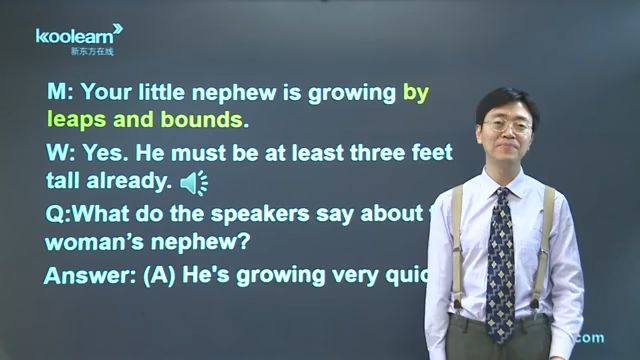 koolearn
新东方在线
M: Your little nephew is growing by
leaps and bounds.
W: Yes. He must be at least three feet
tall already.
Q:What do the speakers say about
woman's nephew?
Answer: (A) He's growing very
com